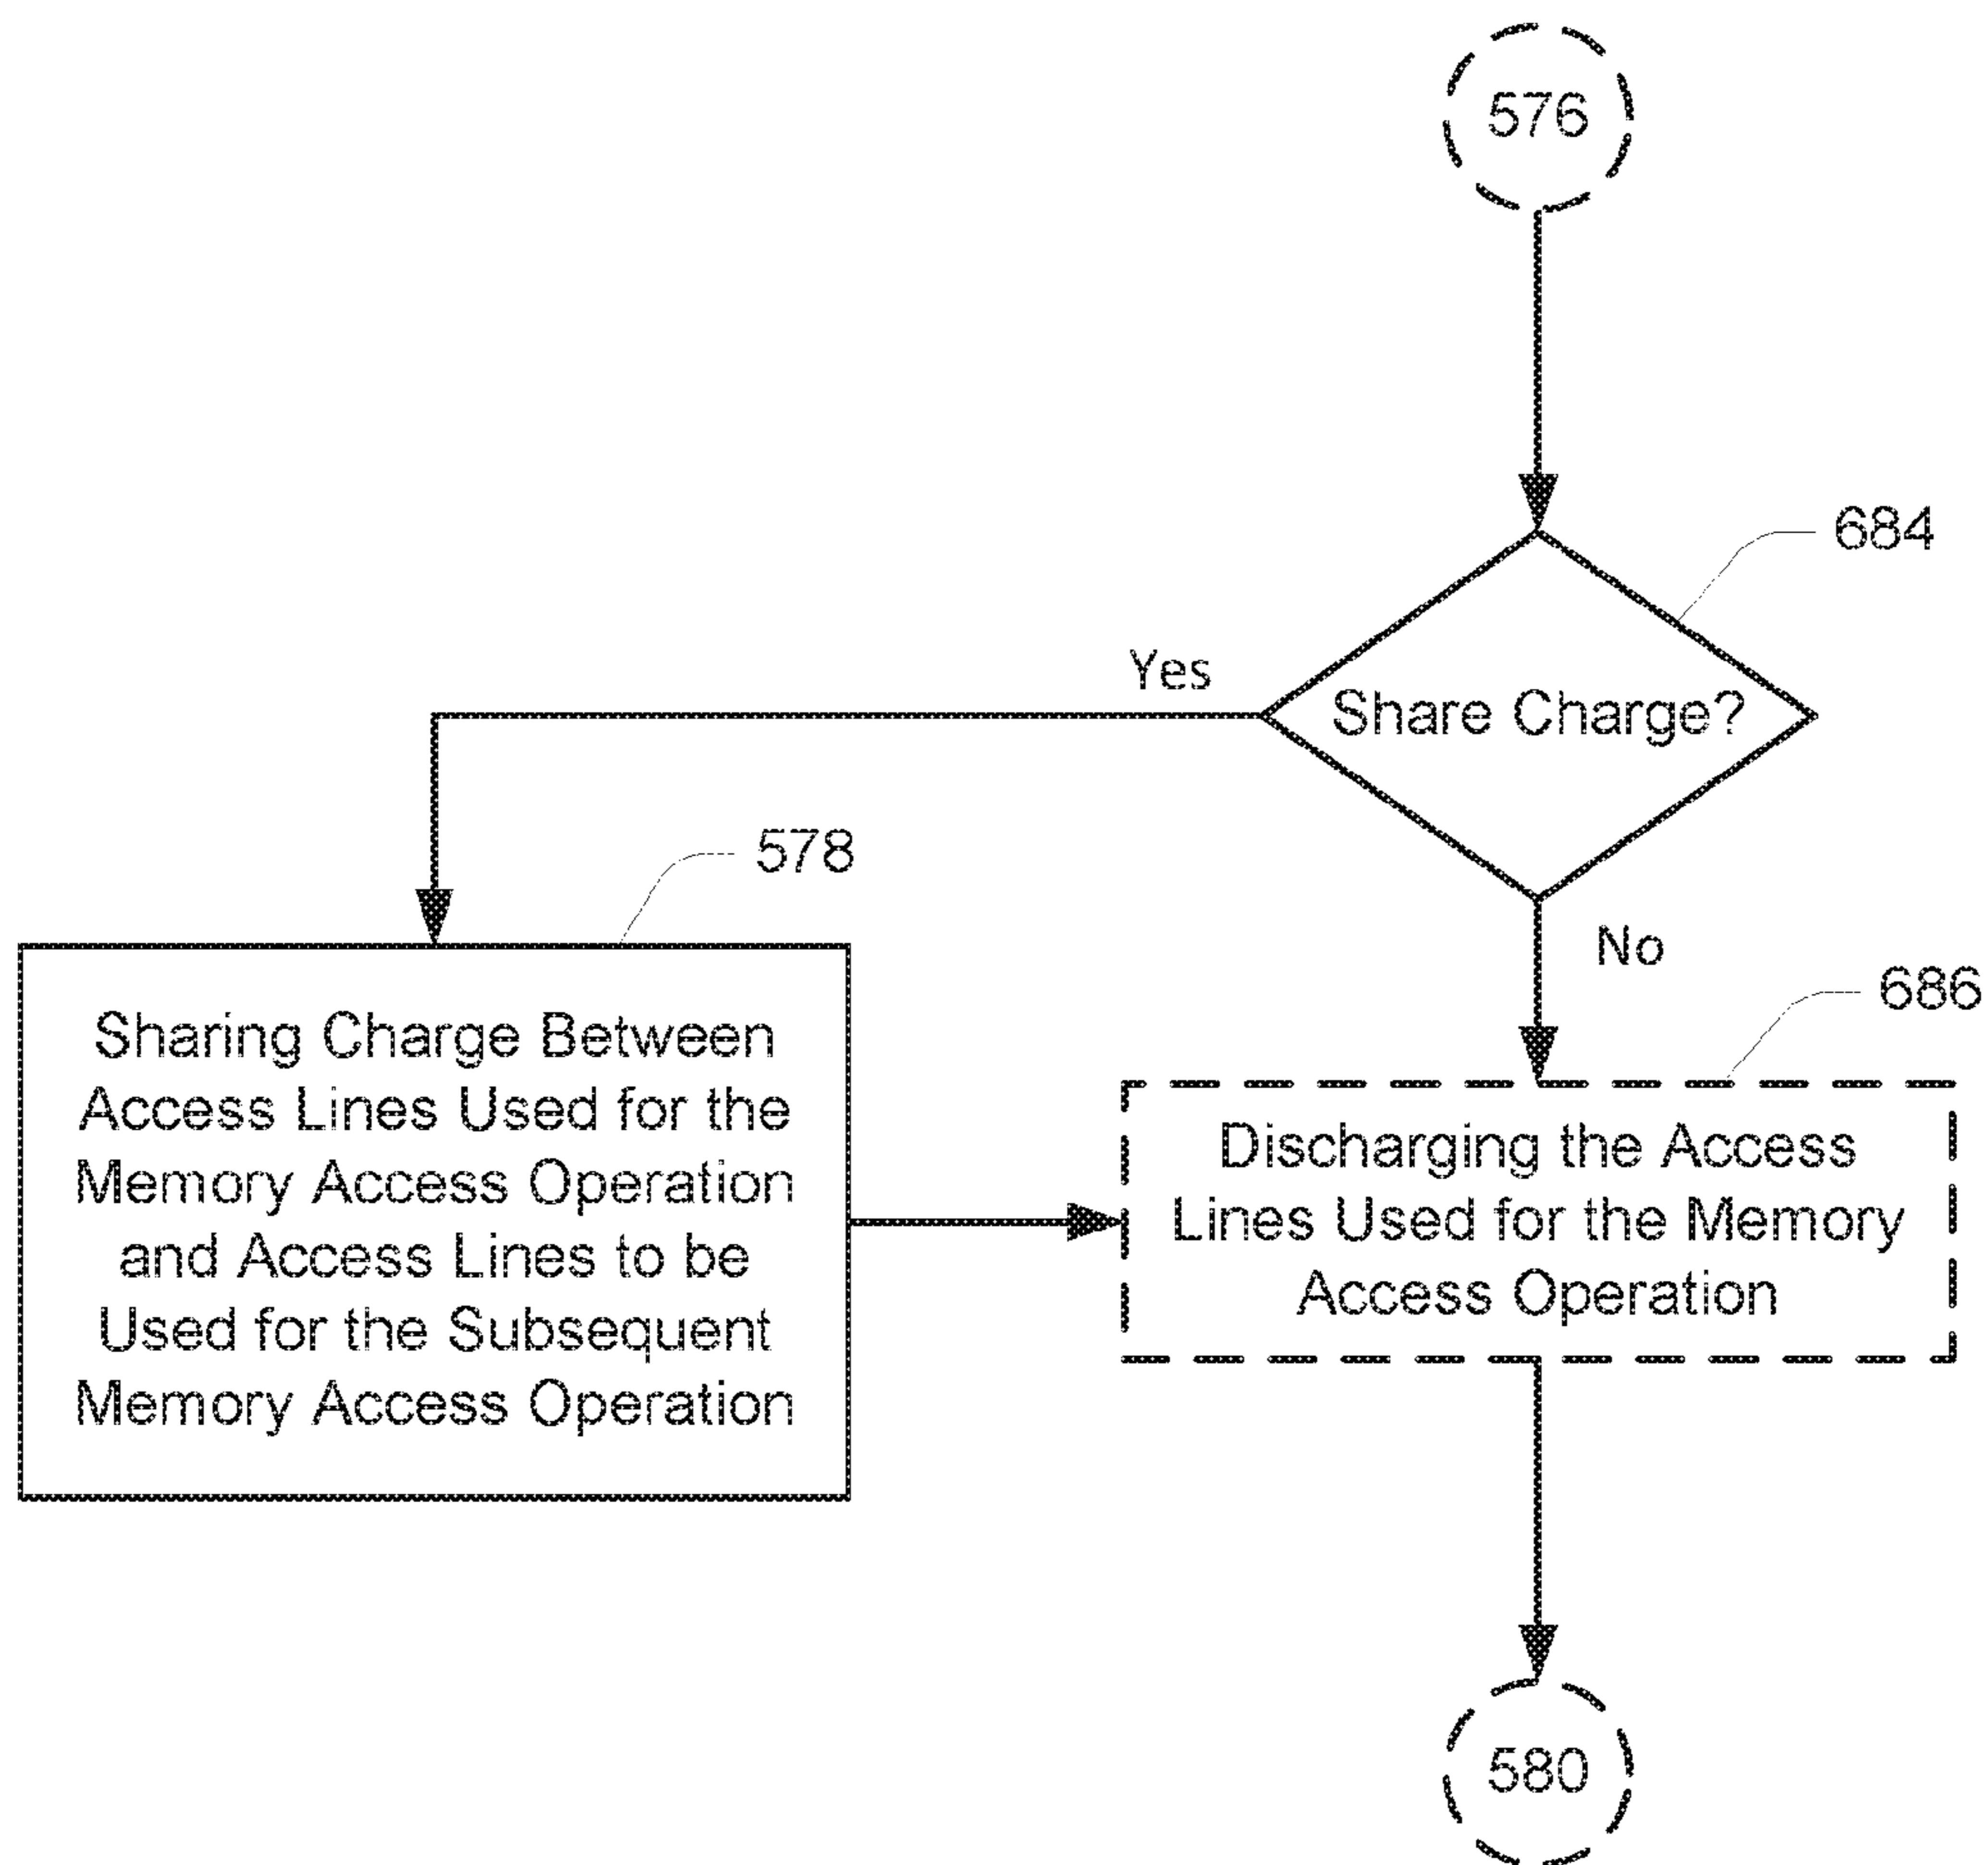 576
684
Yes
Share Charge?
578
No
686
Sharing Charge Between
Access Lines Used for the
Memory Access Operation
and Access Lines to be
Used for the Subsequent
Memory Access Operation
Discharging the Access
Lines Used for the Memory
Access Operation
580